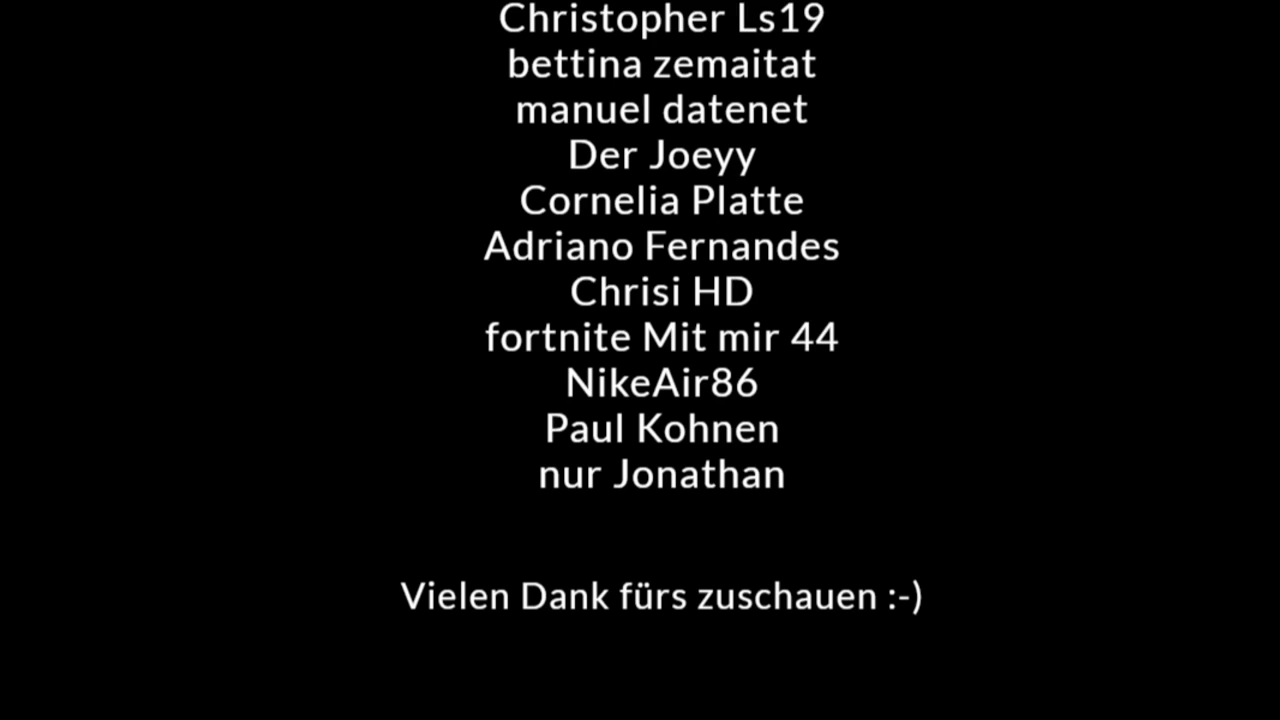 Christopher Ls19
bettina zemaitat
manuel datenet
Der Joeyy
Cornelia Platte
Adriano Fernandes
Chrisi HD
fortnite Mit mir 44
NikeAir86
Paul Kohnen
nur Jonathan
Vielen Dank fürs zuschauen :-)